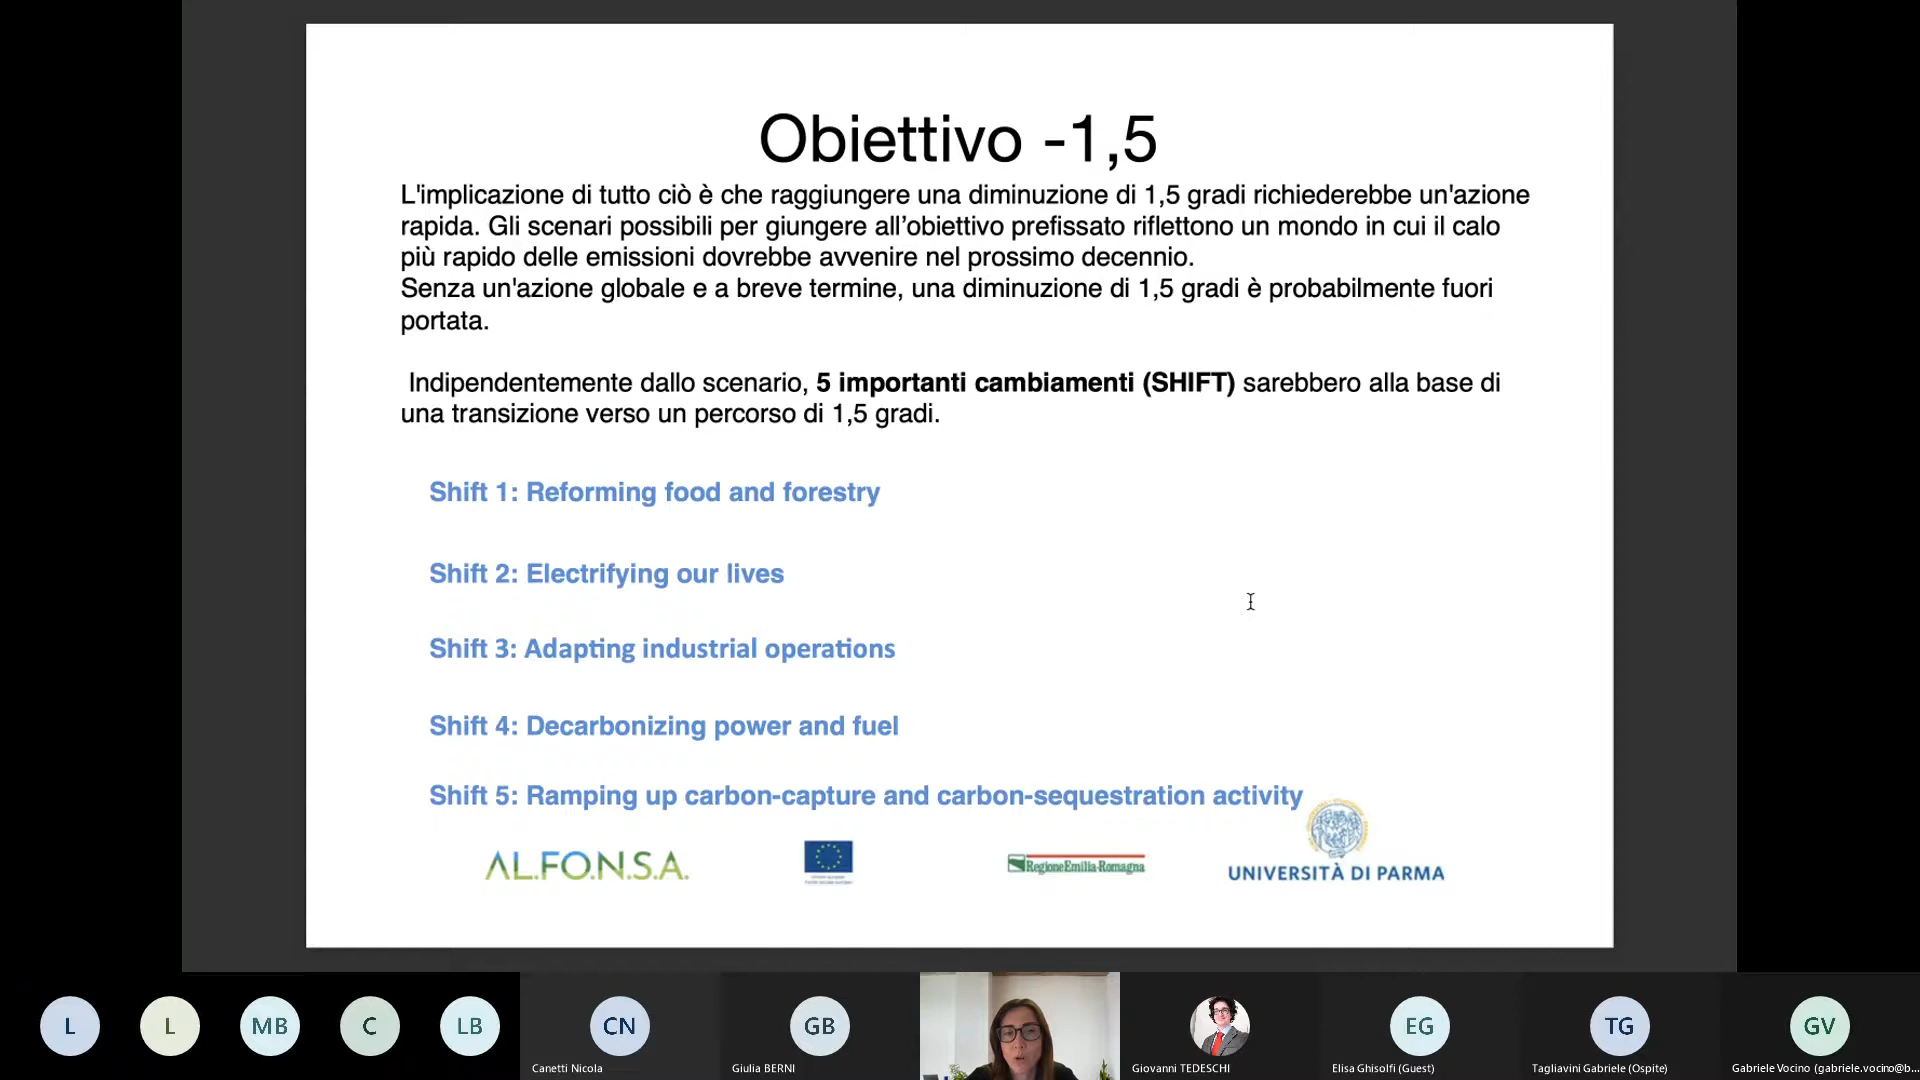 Obiettivo -1,5
L'implicazione di tutto ciò è che raggiungere una diminuzione di 1,5 gradi richiederebbe un'azione
rapida. Gli scenari possibili per giungere all’obiettivo prefissato riflettono un mondo in cui il calo
più rapido delle emissioni dovrebbe avvenire nel prossimo decennio.
Senza un'azione globale e a breve termine, una diminuzione di 1,5 gradi è probabilmente fuori
portata.
Indipendentemente dallo scenario, 5 importanti cambiamenti (SHIFT) sarebbero alla base di
una transizione verso un percorso di 1,5 gradi.
Shift 1: Reforming food and forestry
Shift 2: Electrifying our lives
Shift 3: Adapting industrial operations
Shift 4: Decarbonizing power and fuel
Shift 5: Ramping up carbon-capture and carbon-sequestration activity
AL.FO.N.S.A.
RegioneEmilia-Romagna
UNIVERSITÀ DI PARMA
L
L
MB
C
LB
CN
GB
EG
TG
GV
Canetti Nicola
Giulia BERNI
Giovanni TEDESCHI
Elisa Ghisolfi (Guest)
Tagliavini Gabriele (Ospite)
Gabriele Vocino (gabriele.vocino@b...